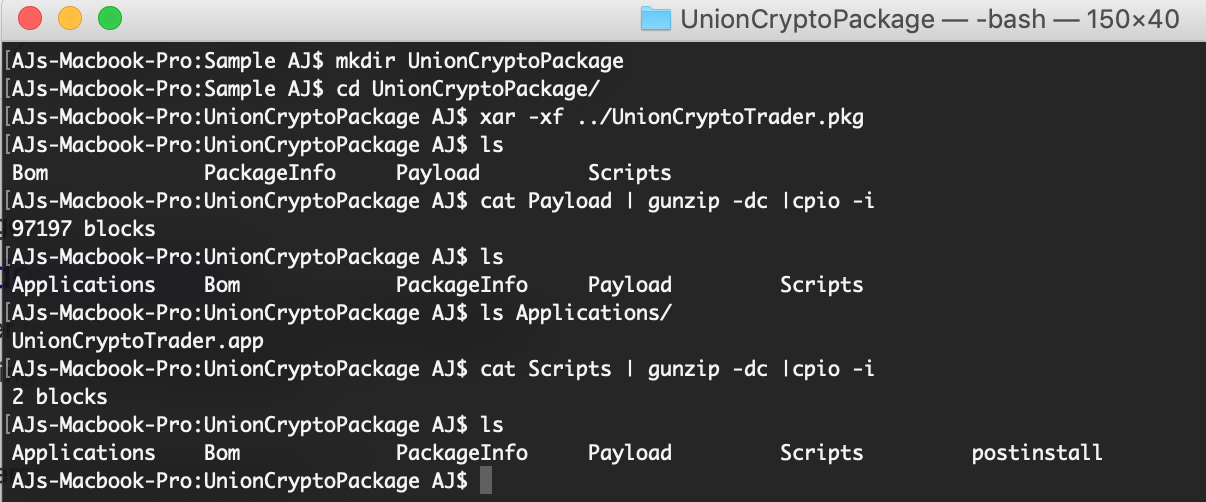 UnionCryptoPackage — -bash — 150×40
[AJs-Macbook-Pro:Sample AJ$ mkdir UnionCryptoPackage
[AJs-Macbook-Pro:Sample AJ$ cd UnionCryptoPackage/
[AJs-Macbook-Pro:UnionCryptoPackage AJ$ xar -xf ../UnionCryptoTrader.pkg
[AJs-Macbook-Pro:UnionCryptoPackage AJ$ ls
Bom PackageInfo Payload Scripts
[AJs-Macbook-Pro:UnionCryptoPackage AJ$ cat Payload | gunzip -dc |cpio -i
97197 blocks
[AJs-Macbook-Pro:UnionCryptoPackage AJ$ ls
Applications Bom PackageInfo Payload Scripts
[AJs-Macbook-Pro:UnionCryptoPackage AJ$ ls Applications/
UnionCryptoTrader.app
[AJs-Macbook-Pro:UnionCryptoPackage AJ$ cat Scripts | gunzip -dc |cpio -i
2 blocks
[AJs-Macbook-Pro:UnionCryptoPackage AJ$ ls
Applications Bom PackageInfo Payload Scripts postinstall
AJs-Macbook-Pro:UnionCryptoPackage AJ$